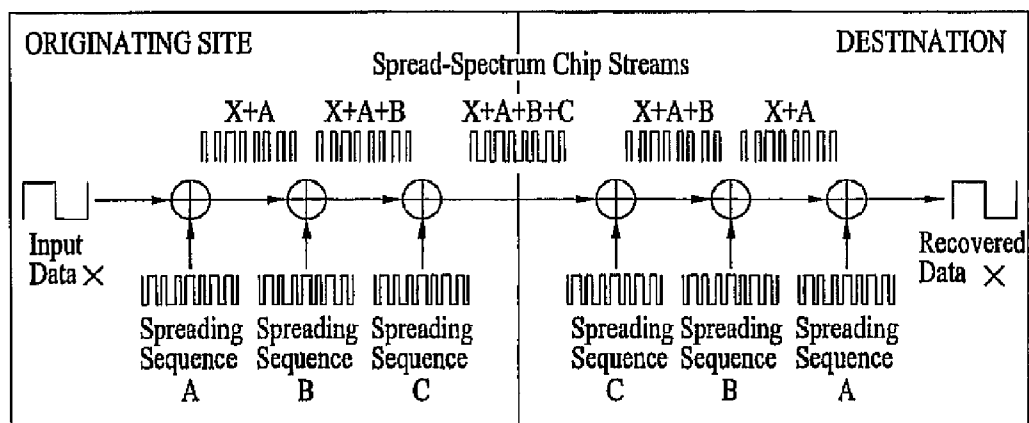 ORIGINATING SITE
DESTINATION
Spread-Spectrum Chip Streams
X+A
X+A+B
X+A+B+C
X+A+B
X+A
Input
Data X
Recovered
Data X
Spreading
Sequence
A
Spreading
Sequence
B
Spreading
Sequence
C
Spreading
Sequence
C
Spreading
Sequence
B
Spreading
Sequence
A